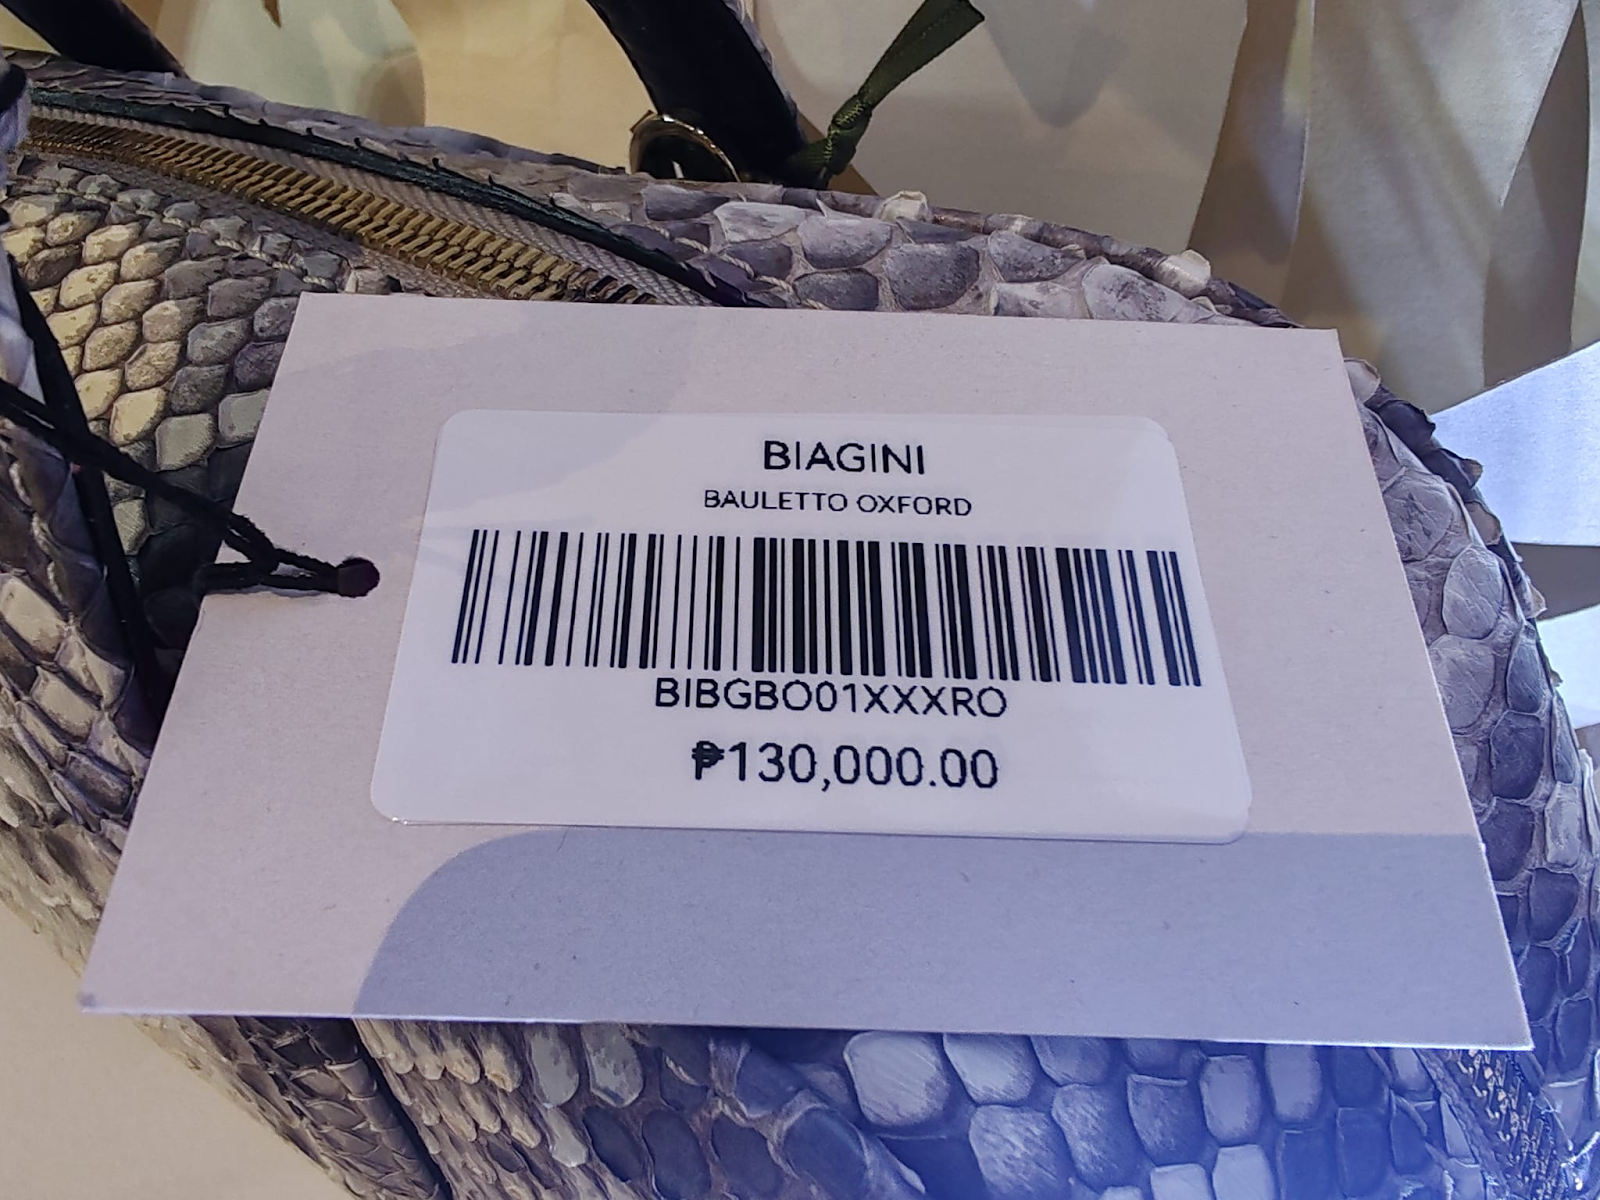 BIAGINI
BAULETTO OXFORD
BIBGBO01XXXRO
₱130,000.00